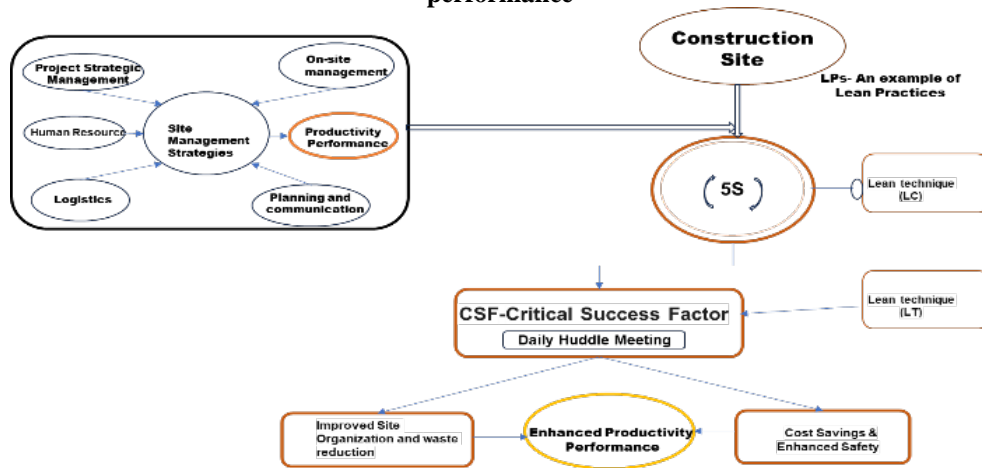 performance
Project Strategic
Management
On-site
management
Human Resource
Site
Management
Strategies
Productivity
Performance
Logistics
Planning and
communication
Construction
Site
LPs- An example of
Lean Practices
5S
Lean technique
(LC)
Lean technique
(LT)
CSF-Critical Success Factor
Daily Huddle Meeting
Improved Site
Organization and waste
reduction
Enhanced Productivity
Performance
Cost Savings &
Enhanced Safety